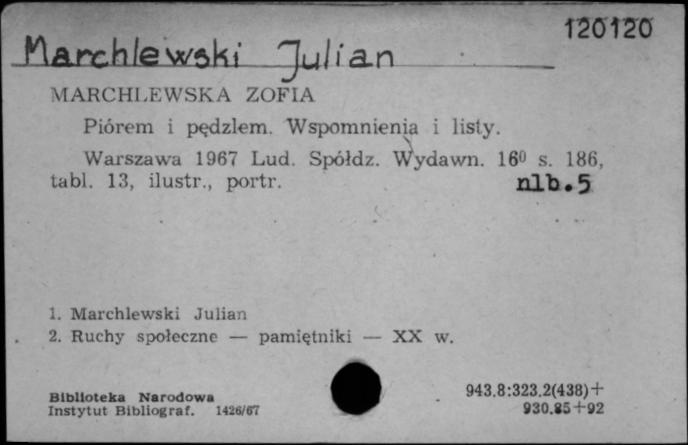 120120
Marchlewski Julian
MARCHLEWSKA ZOFIA
Piórem i pędzlem. Wspomnienia i listy.
Warszawa 1967 Lud. Spółdz. Wydawn. 16⁰ s. 186,
tabl. 13, ilustr., portr. nlb.5
1. Marchlewski Julian
2. Ruchy społeczne — pamiętniki — XX w.
Biblioteka Narodowa 943.8:323.2(438)+
Instytut Bibliograf. 1426/67 930.85+92